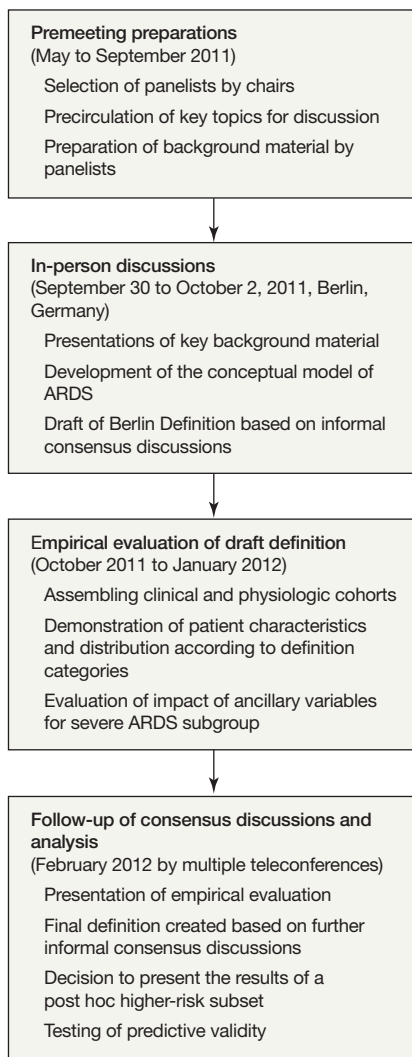 Premeeting preparations
(May to September 2011)
Selection of panelists by chairs
Precirculation of key topics for discussion
Preparation of background material by
panelists
In-person discussions
(September 30 to October 2, 2011, Berlin,
Germany)
Presentations of key background material
Development of the conceptual model of
ARDS
Draft of Berlin Definition based on informal
consensus discussions
Empirical evaluation of draft definition
(October 2011 to January 2012)
Assembling clinical and physiologic cohorts
Demonstration of patient characteristics
and distribution according to definition
categories
Evaluation of impact of ancillary variables
for severe ARDS subgroup
Follow-up of consensus discussions and
analysis
(February 2012 by multiple teleconferences)
Presentation of empirical evaluation
Final definition created based on further
informal consensus discussions
Decision to present the results of a
post hoc higher-risk subset
Testing of predictive validity